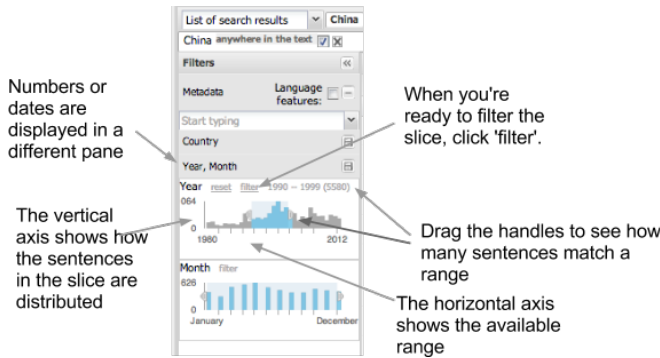 List of search results
China
China anywhere in the text
Filters
Metadata
Language
features:
Start typing
Country
Year, Month
Year reset filter 1990 -- 1999 (5580)
064
0
1980
2012
Month filter
626
0
January
December
Numbers or
dates are
displayed in a
different pane
The vertical
axis shows how
the sentences
in the slice are
distributed
When you're
ready to filter the
slice, click 'filter'.
Drag the handles to see how
many sentences match a
range
The horizontal axis
shows the available
range